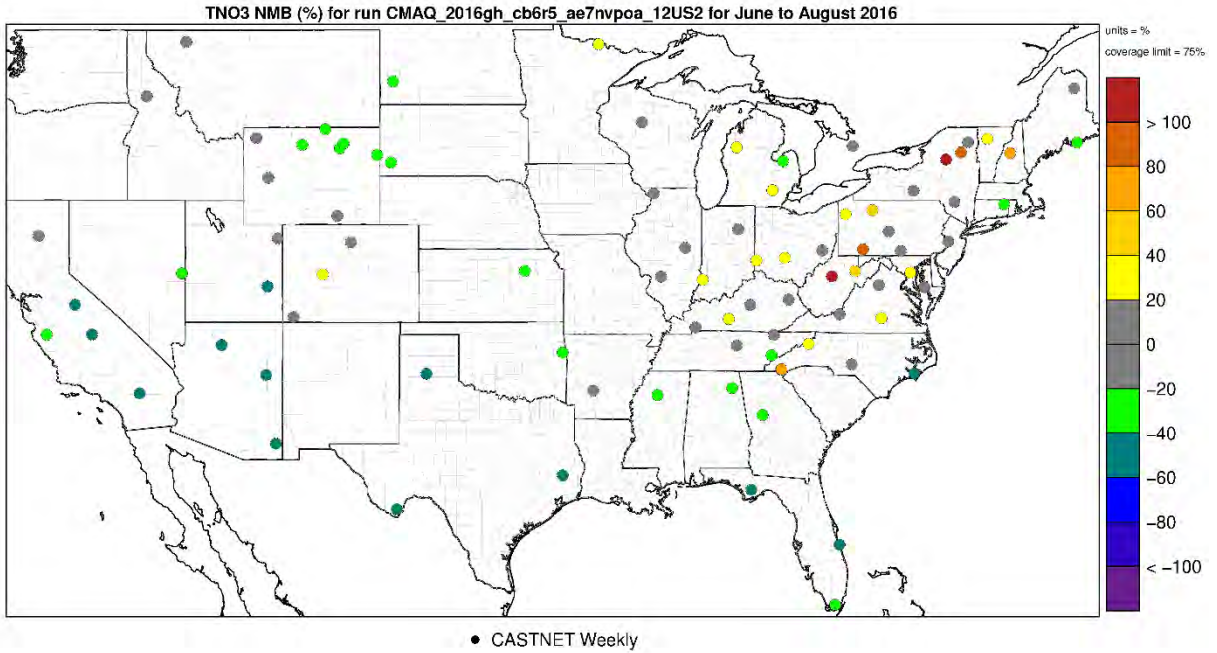 TNO3 NMB (%) for run CMAQ_2016gh_cb6r5_ae7nvpoa_12US2 for June to August 2016
units = %
coverage limit = 75%
> 100
80
60
40
20
0
−20
−40
−60
−80
< −100
CASTNET Weekly